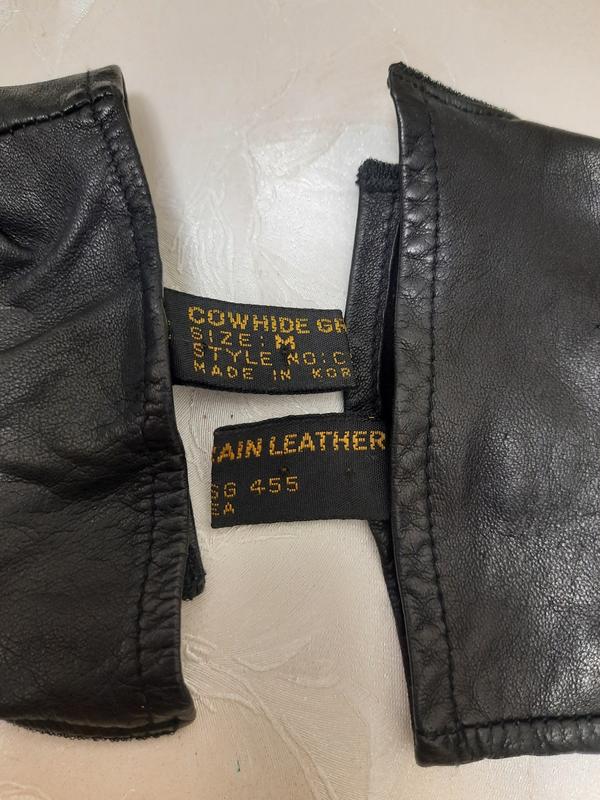 COWHIDE GR
SIZE: M
STYLE NO: C
MADE IN KOR
AIN LEATHER
SG 455
EA